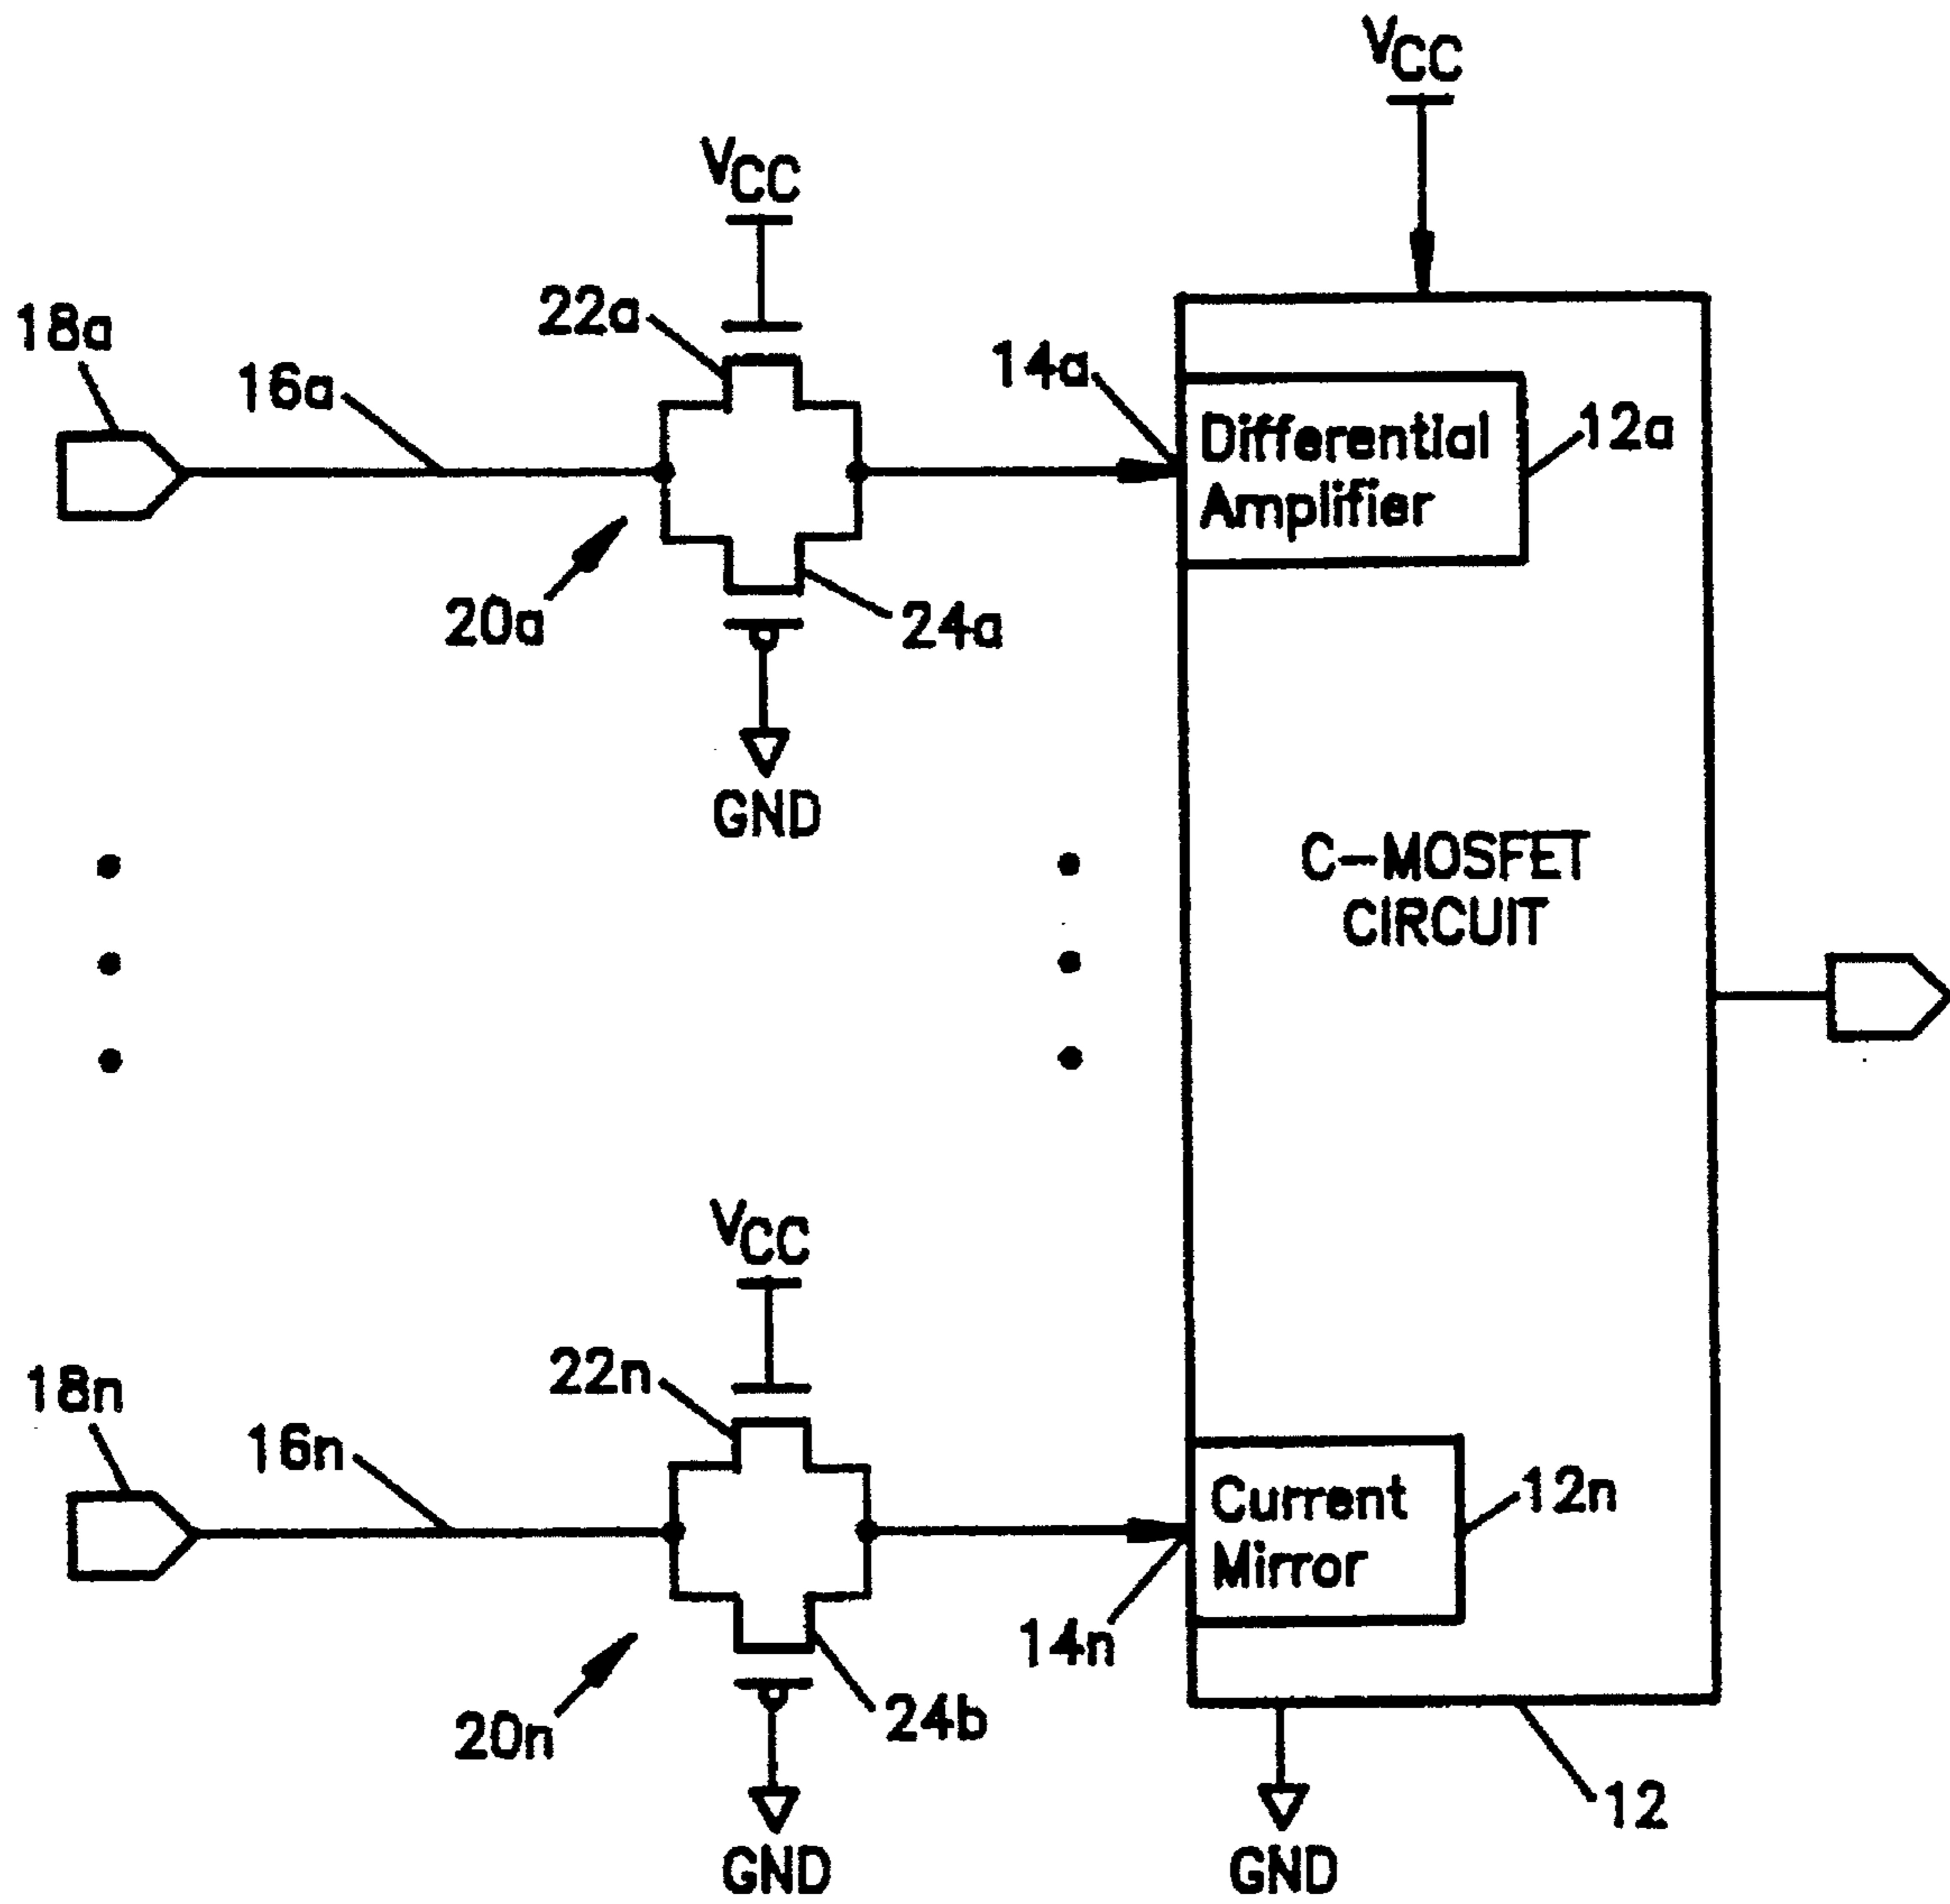 VCC
VCC
18a
16a
22a
14a
Differential
Amplifier
12a
20a
24a
GND
C-MOSFET
CIRCUIT
VCC
18n
16n
22n
Current
Mirror
12n
14n
20n
24b
12
GND
GND